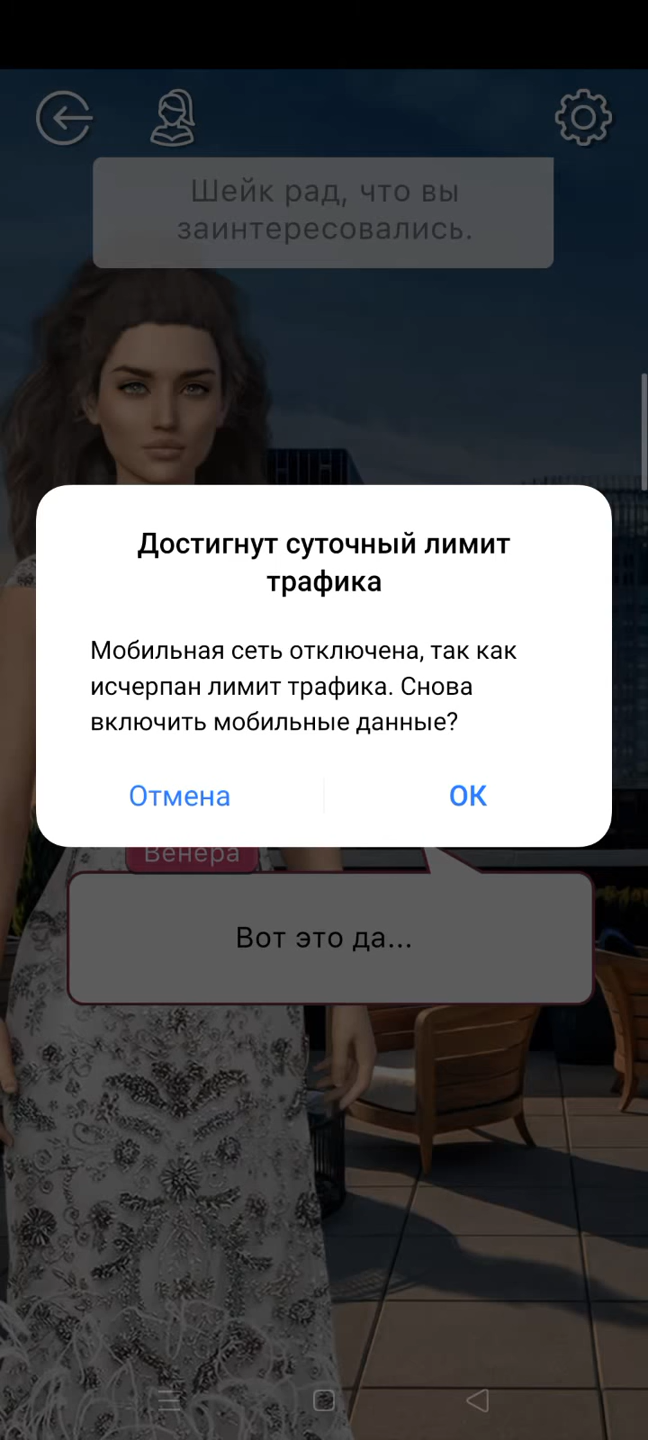 Шейк рад, что вы
заинтересовались.
Достигнут суточный лимит
трафика
Мобильная сеть отключена, так как
исчерпан лимит трафика. Снова
включить мобильные данные?
Отмена
ОК
Венера
Вот это да...